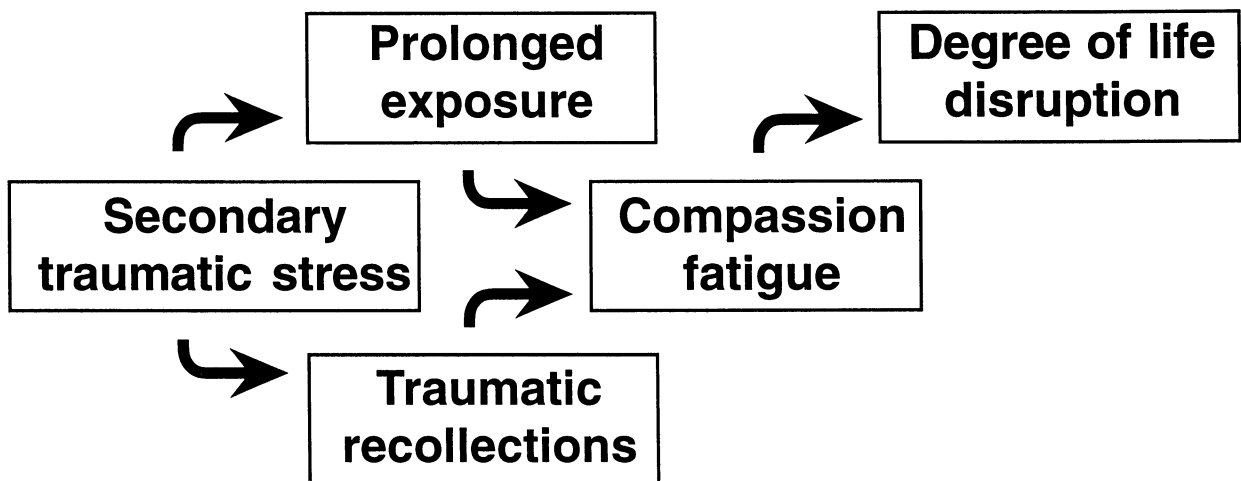 Prolonged
exposure
Degree of life
disruption
Secondary
traumatic stress
Compassion
fatigue
Traumatic
recollections